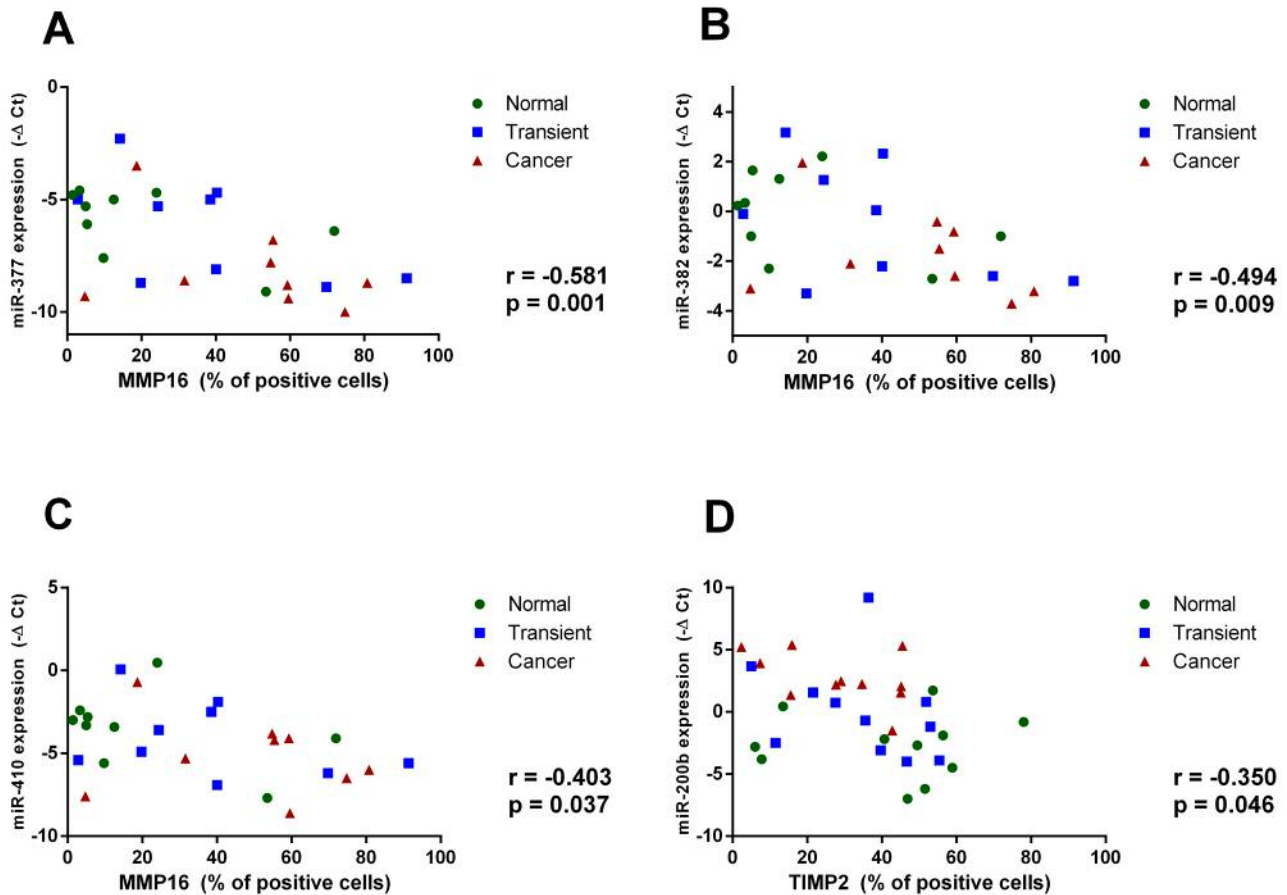 A
miR-377 expression (-Δ Ct)
0
-5
-10
0 20 40 60 80 100
MMP16 (% of positive cells)
Normal
Transient
Cancer
r = -0.581
p = 0.001
B
miR-382 expression (-Δ Ct)
4
2
0
-2
-4
0 20 40 60 80 100
MMP16 (% of positive cells)
Normal
Transient
Cancer
r = -0.494
p = 0.009
C
miR-410 expression (-Δ Ct)
5
0
-5
-10
0 20 40 60 80 100
MMP16 (% of positive cells)
Normal
Transient
Cancer
r = -0.403
p = 0.037
D
miR-200b expression (-Δ Ct)
10
5
0
-5
-10
0 20 40 60 80 100
TIMP2 (% of positive cells)
Normal
Transient
Cancer
r = -0.350
p = 0.046